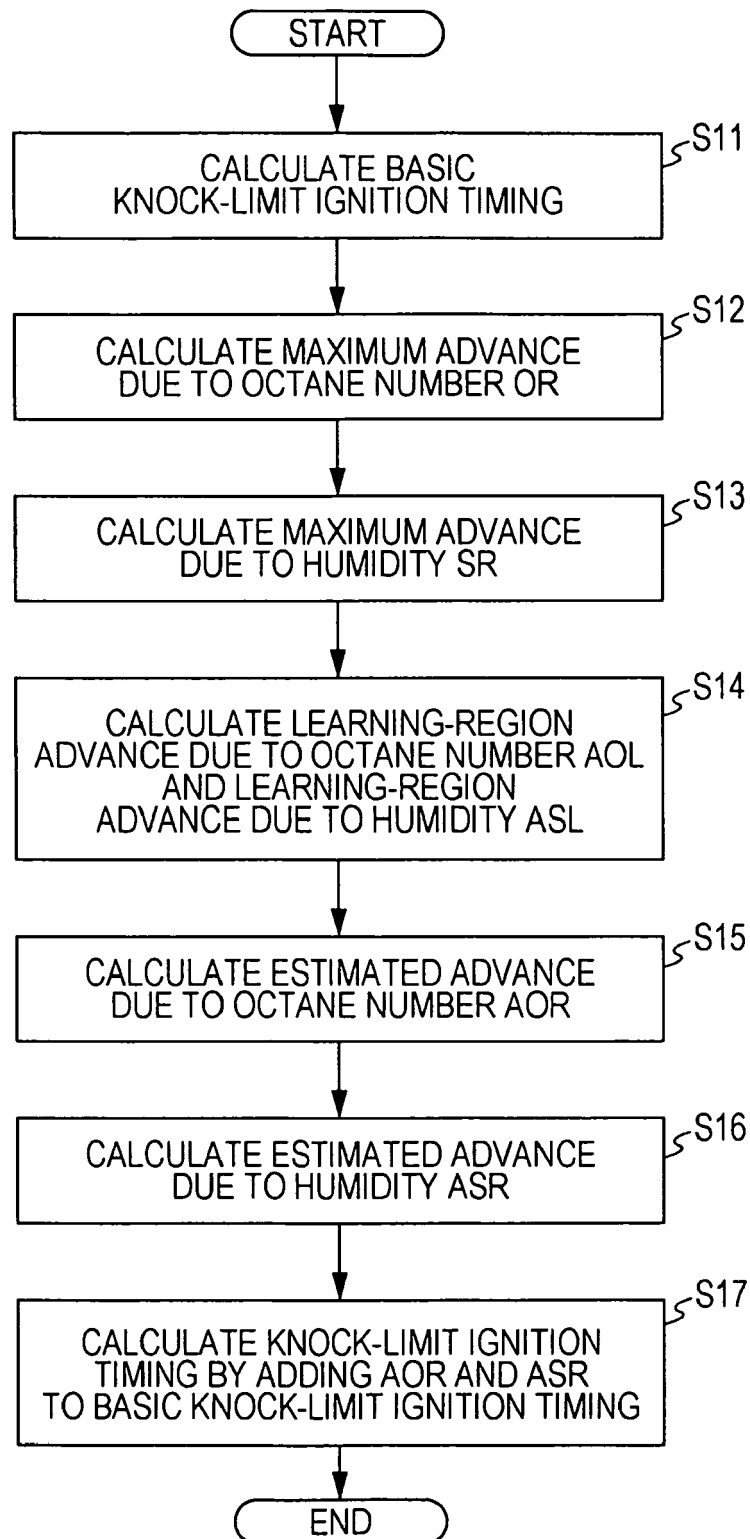 START
S11
CALCULATE BASIC
KNOCK-LIMIT IGNITION TIMING
S12
CALCULATE MAXIMUM ADVANCE
DUE TO OCTANE NUMBER OR
S13
CALCULATE MAXIMUM ADVANCE
DUE TO HUMIDITY SR
S14
CALCULATE LEARNING-REGION
ADVANCE DUE TO OCTANE NUMBER AOL
AND LEARNING-REGION
ADVANCE DUE TO HUMIDITY ASL
S15
CALCULATE ESTIMATED ADVANCE
DUE TO OCTANE NUMBER AOR
S16
CALCULATE ESTIMATED ADVANCE
DUE TO HUMIDITY ASR
S17
CALCULATE KNOCK-LIMIT IGNITION
TIMING BY ADDING AOR AND ASR
TO BASIC KNOCK-LIMIT IGNITION TIMING
END